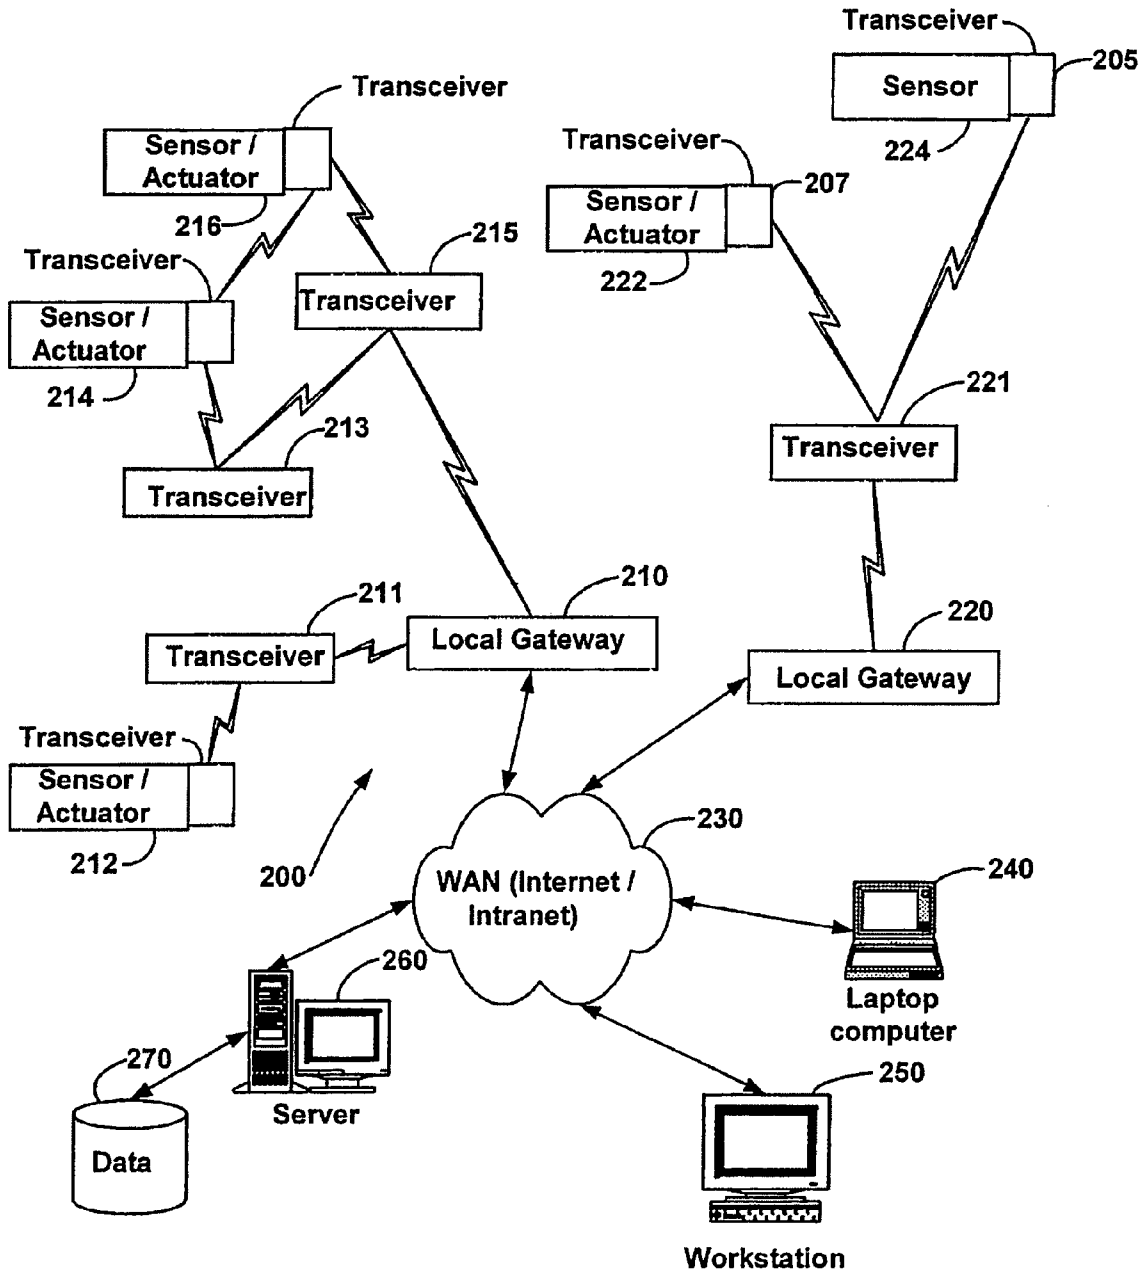 Transceiver
205
Sensor
224
Transceiver
Sensor /
Actuator
216
Transceiver
207
Sensor /
Actuator
222
215
Transceiver
Transceiver
Sensor /
Actuator
214
221
Transceiver
213
Transceiver
210
Local Gateway
211
Transceiver
220
Local Gateway
Transceiver
Sensor /
Actuator
212
200
230
WAN (Internet /
Intranet)
240
Laptop
computer
260
Server
270
Data
250
Workstation